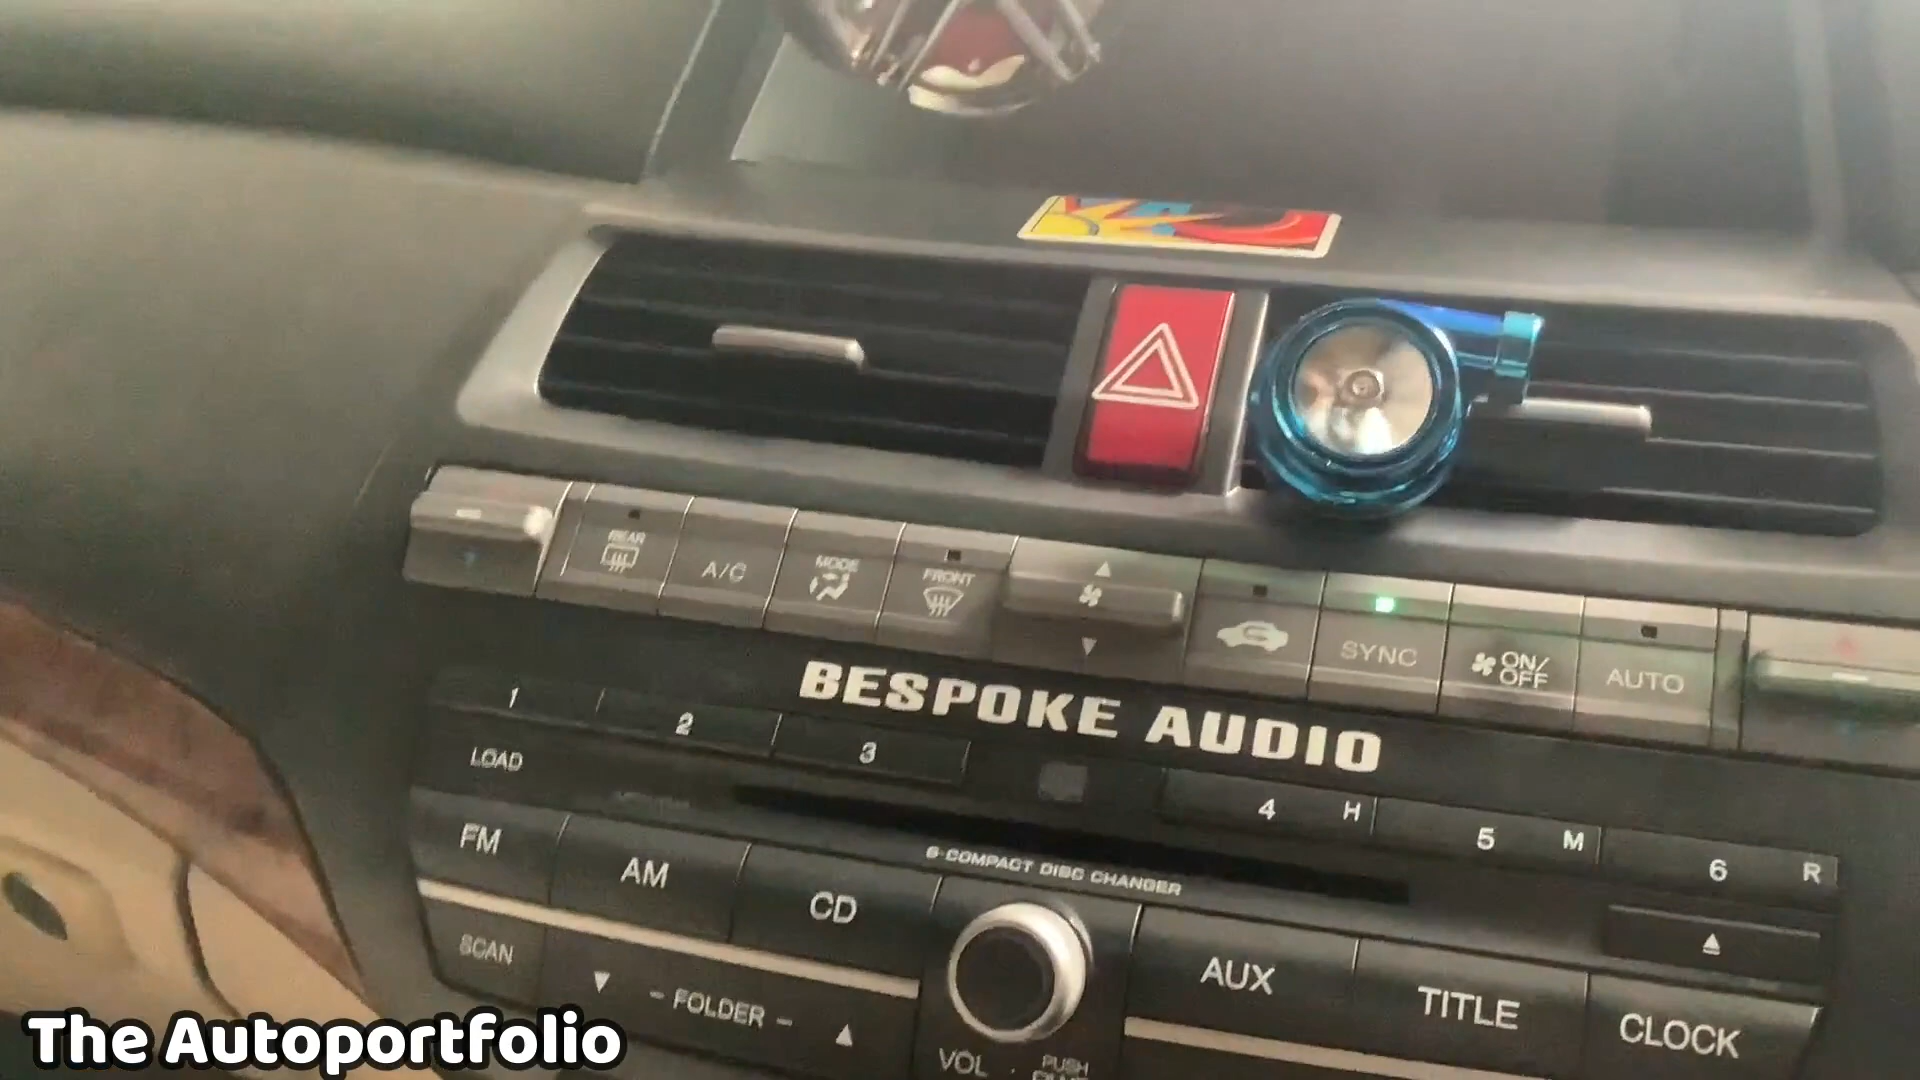 REAR
A/C
MODE
FRONT
SYNC
ON/
OFF
AUTO
BESPOKE AUDIO
1
2
3
LOAD
4 H
5 M
6 R
6-COMPACT DISC CHANGER
FM
AM
CD
AUX
TITLE
CLOCK
SCAN
- FOLDER -
VOL
PUSH
The Autoportfolio